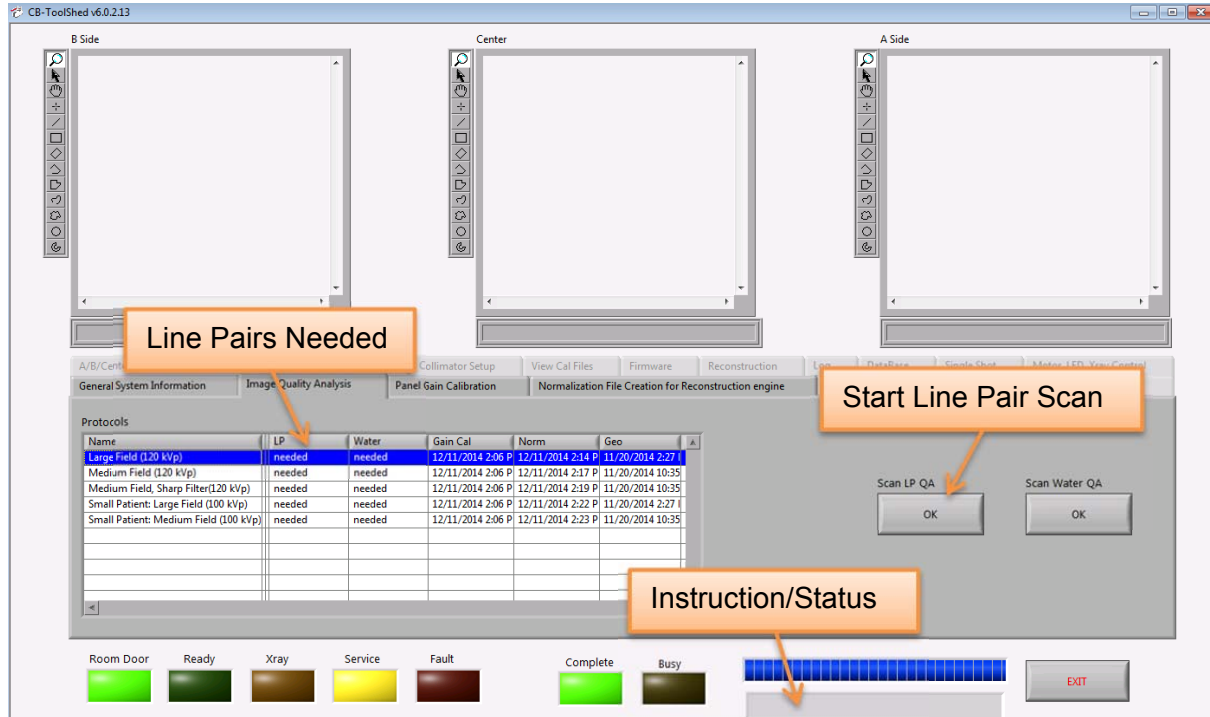 CB-ToolShed v6.0.2.13
B Side
Center
A Side
Line Pairs Needed
Start Line Pair Scan
Collimator Setup
View Cal Files
Firmware
Reconstruction
DataBase
Single Shot
General System Information
Image Quality Analysis
Panel Gain Calibration
Normalization File Creation for Reconstruction engine
Protocols
Name LP Water Gain Cal Norm Geo
Large Field (120 kVp) needed needed 12/11/2014 2:06 P 12/11/2014 2:14 P 11/20/2014 2:27
Medium Field (120 kVp) needed needed 12/11/2014 2:06 P 12/11/2014 2:17 P 11/20/2014 10:35
Medium Field, Sharp Filter(120 kVp) needed needed 12/11/2014 2:06 P 12/11/2014 2:19 P 11/20/2014 10:35
Small Patient: Large Field (100 kVp) needed needed 12/11/2014 2:06 P 12/11/2014 2:22 P 11/20/2014 2:27
Small Patient: Medium Field (100 kVp) needed needed 12/11/2014 2:06 P 12/11/2014 2:23 P 11/20/2014 10:35
Scan LP QA
OK
Scan Water QA
OK
Instruction/Status
Room Door
Ready
Xray
Service
Fault
Complete
Busy
EXIT